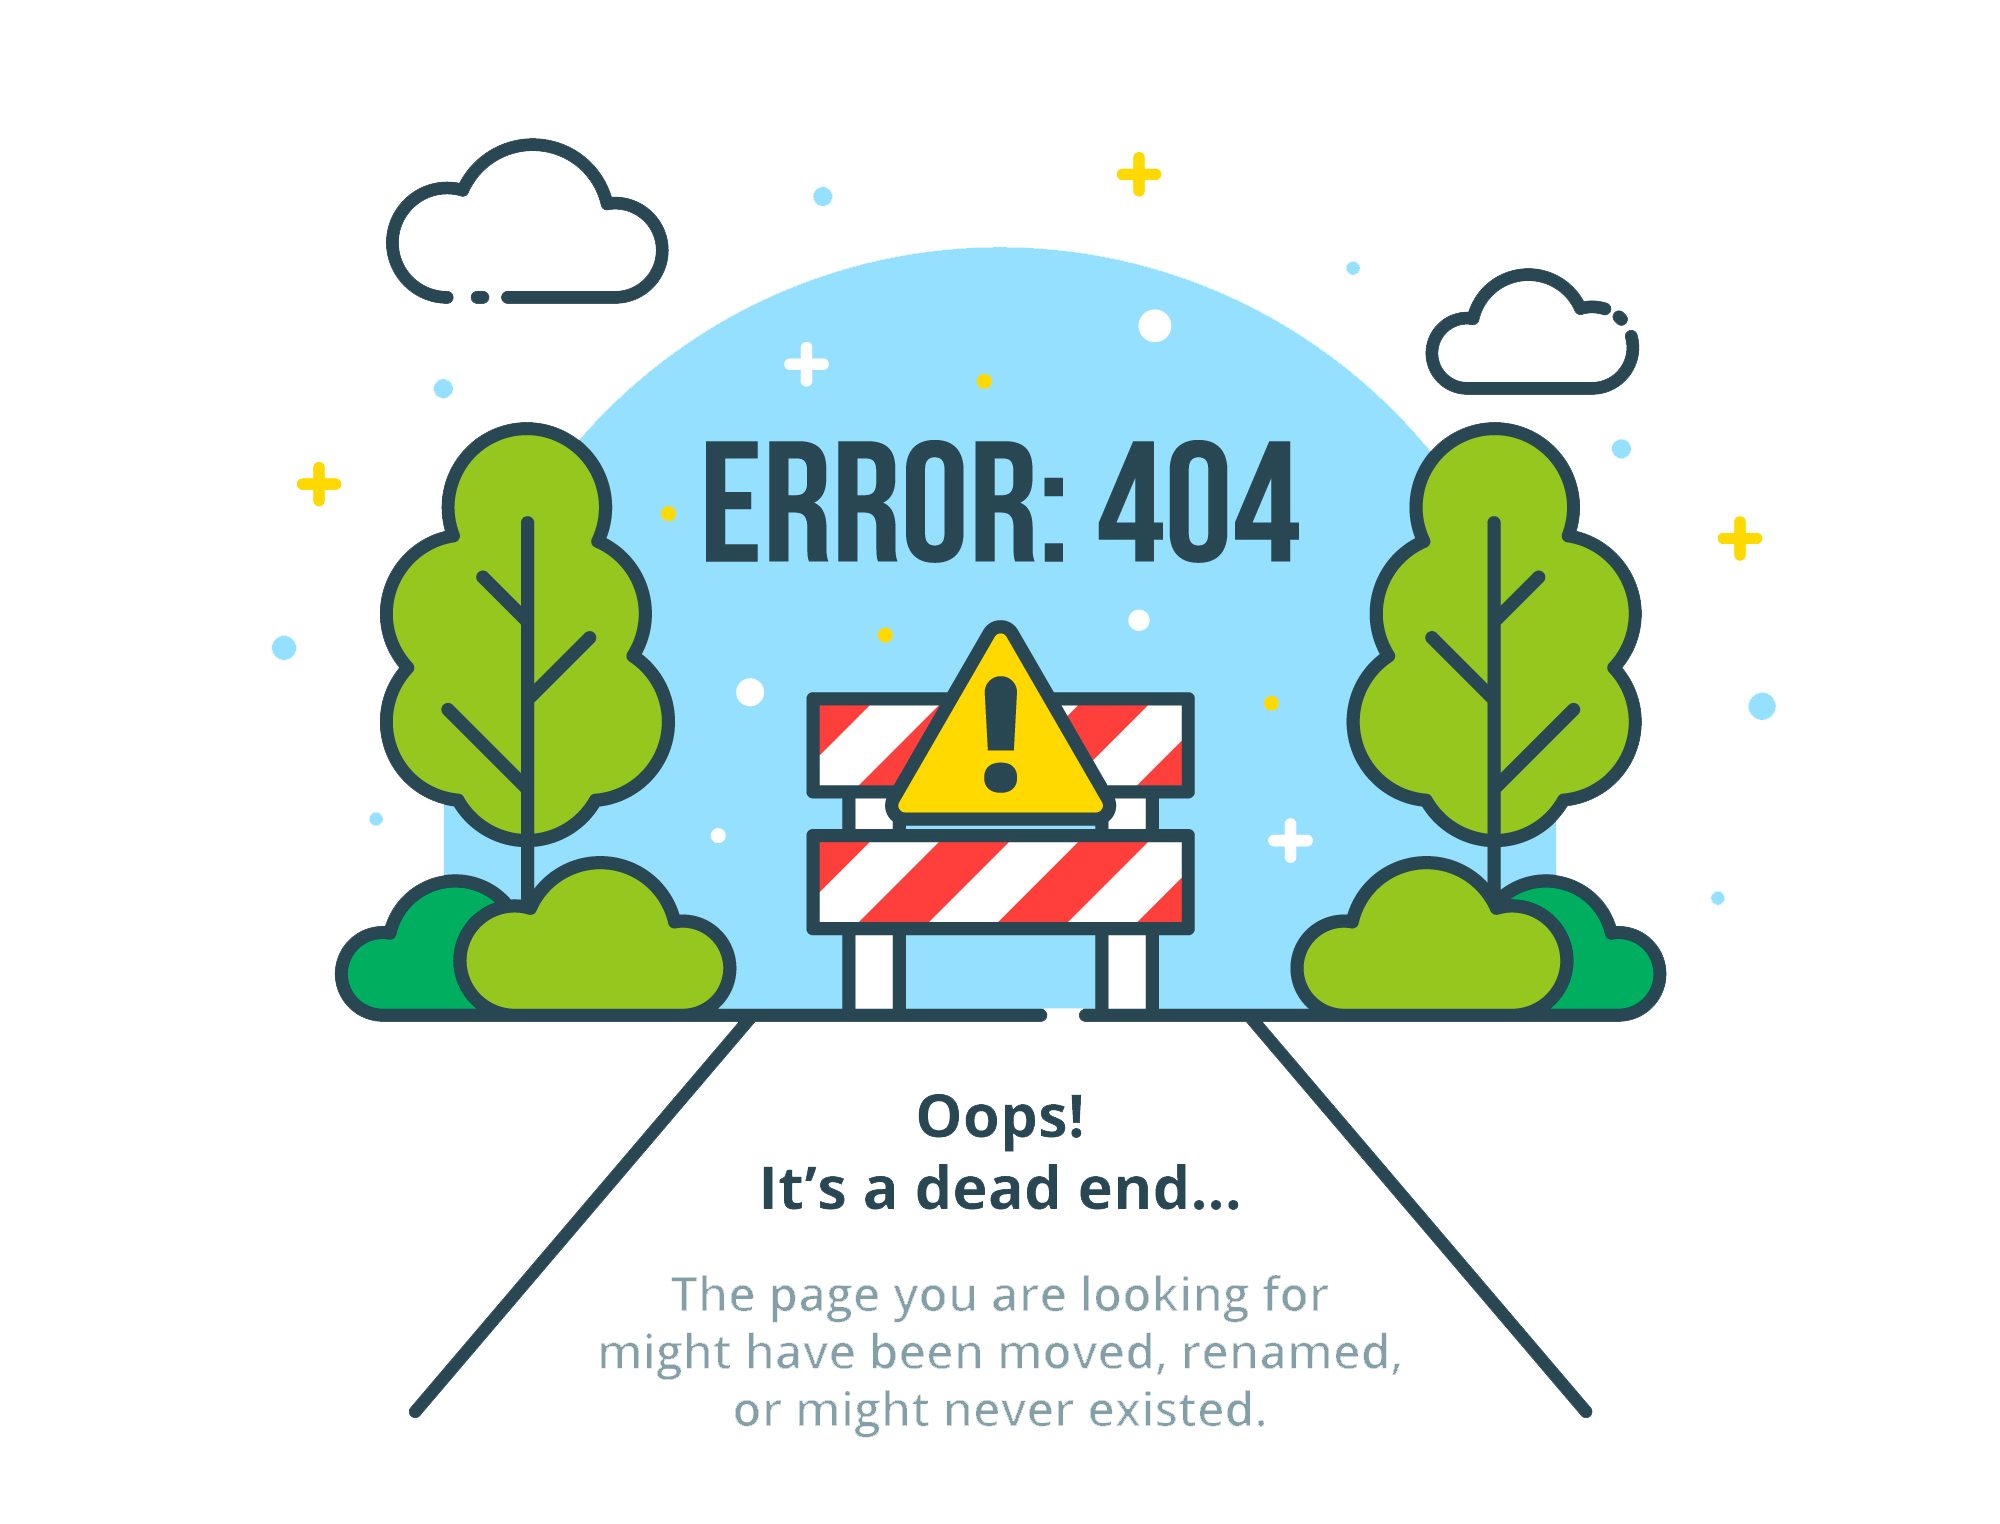 ERROR: 404
!
Oops!
It’s a dead end...
The page you are looking for
might have been moved, renamed,
or might never existed.